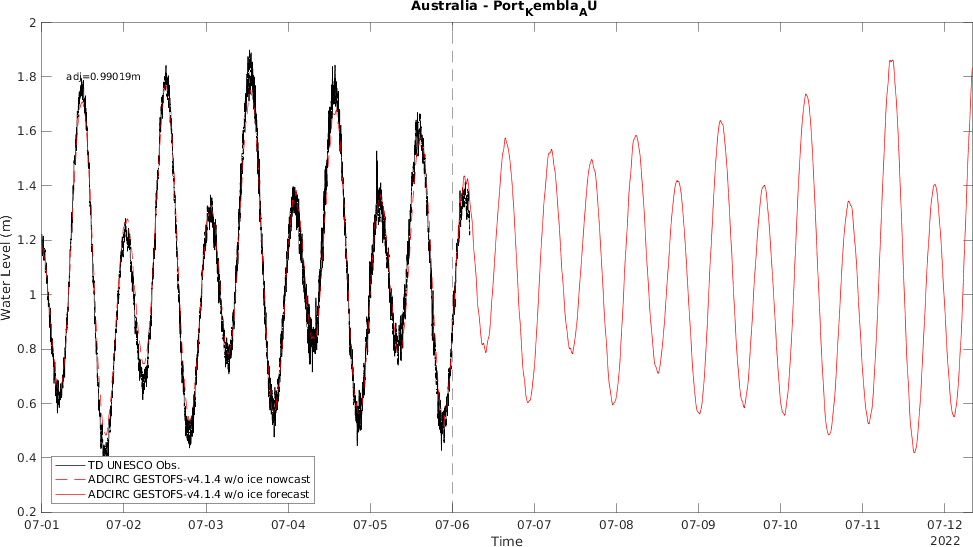 Australia - PortKemblaAU
2
1.8
1.6
1.4
1.2
1
0.8
0.6
0.4
0.2
Water Level (m)
adj=0.99019m
TD UNESCO Obs.
ADCIRC GESTOFS-v4.1.4 w/o ice nowcast
ADCIRC GESTOFS-v4.1.4 w/o ice forecast
07-01 07-02 07-03 07-04 07-05 07-06 07-07 07-08 07-09 07-10 07-11 07-12
Time
2022